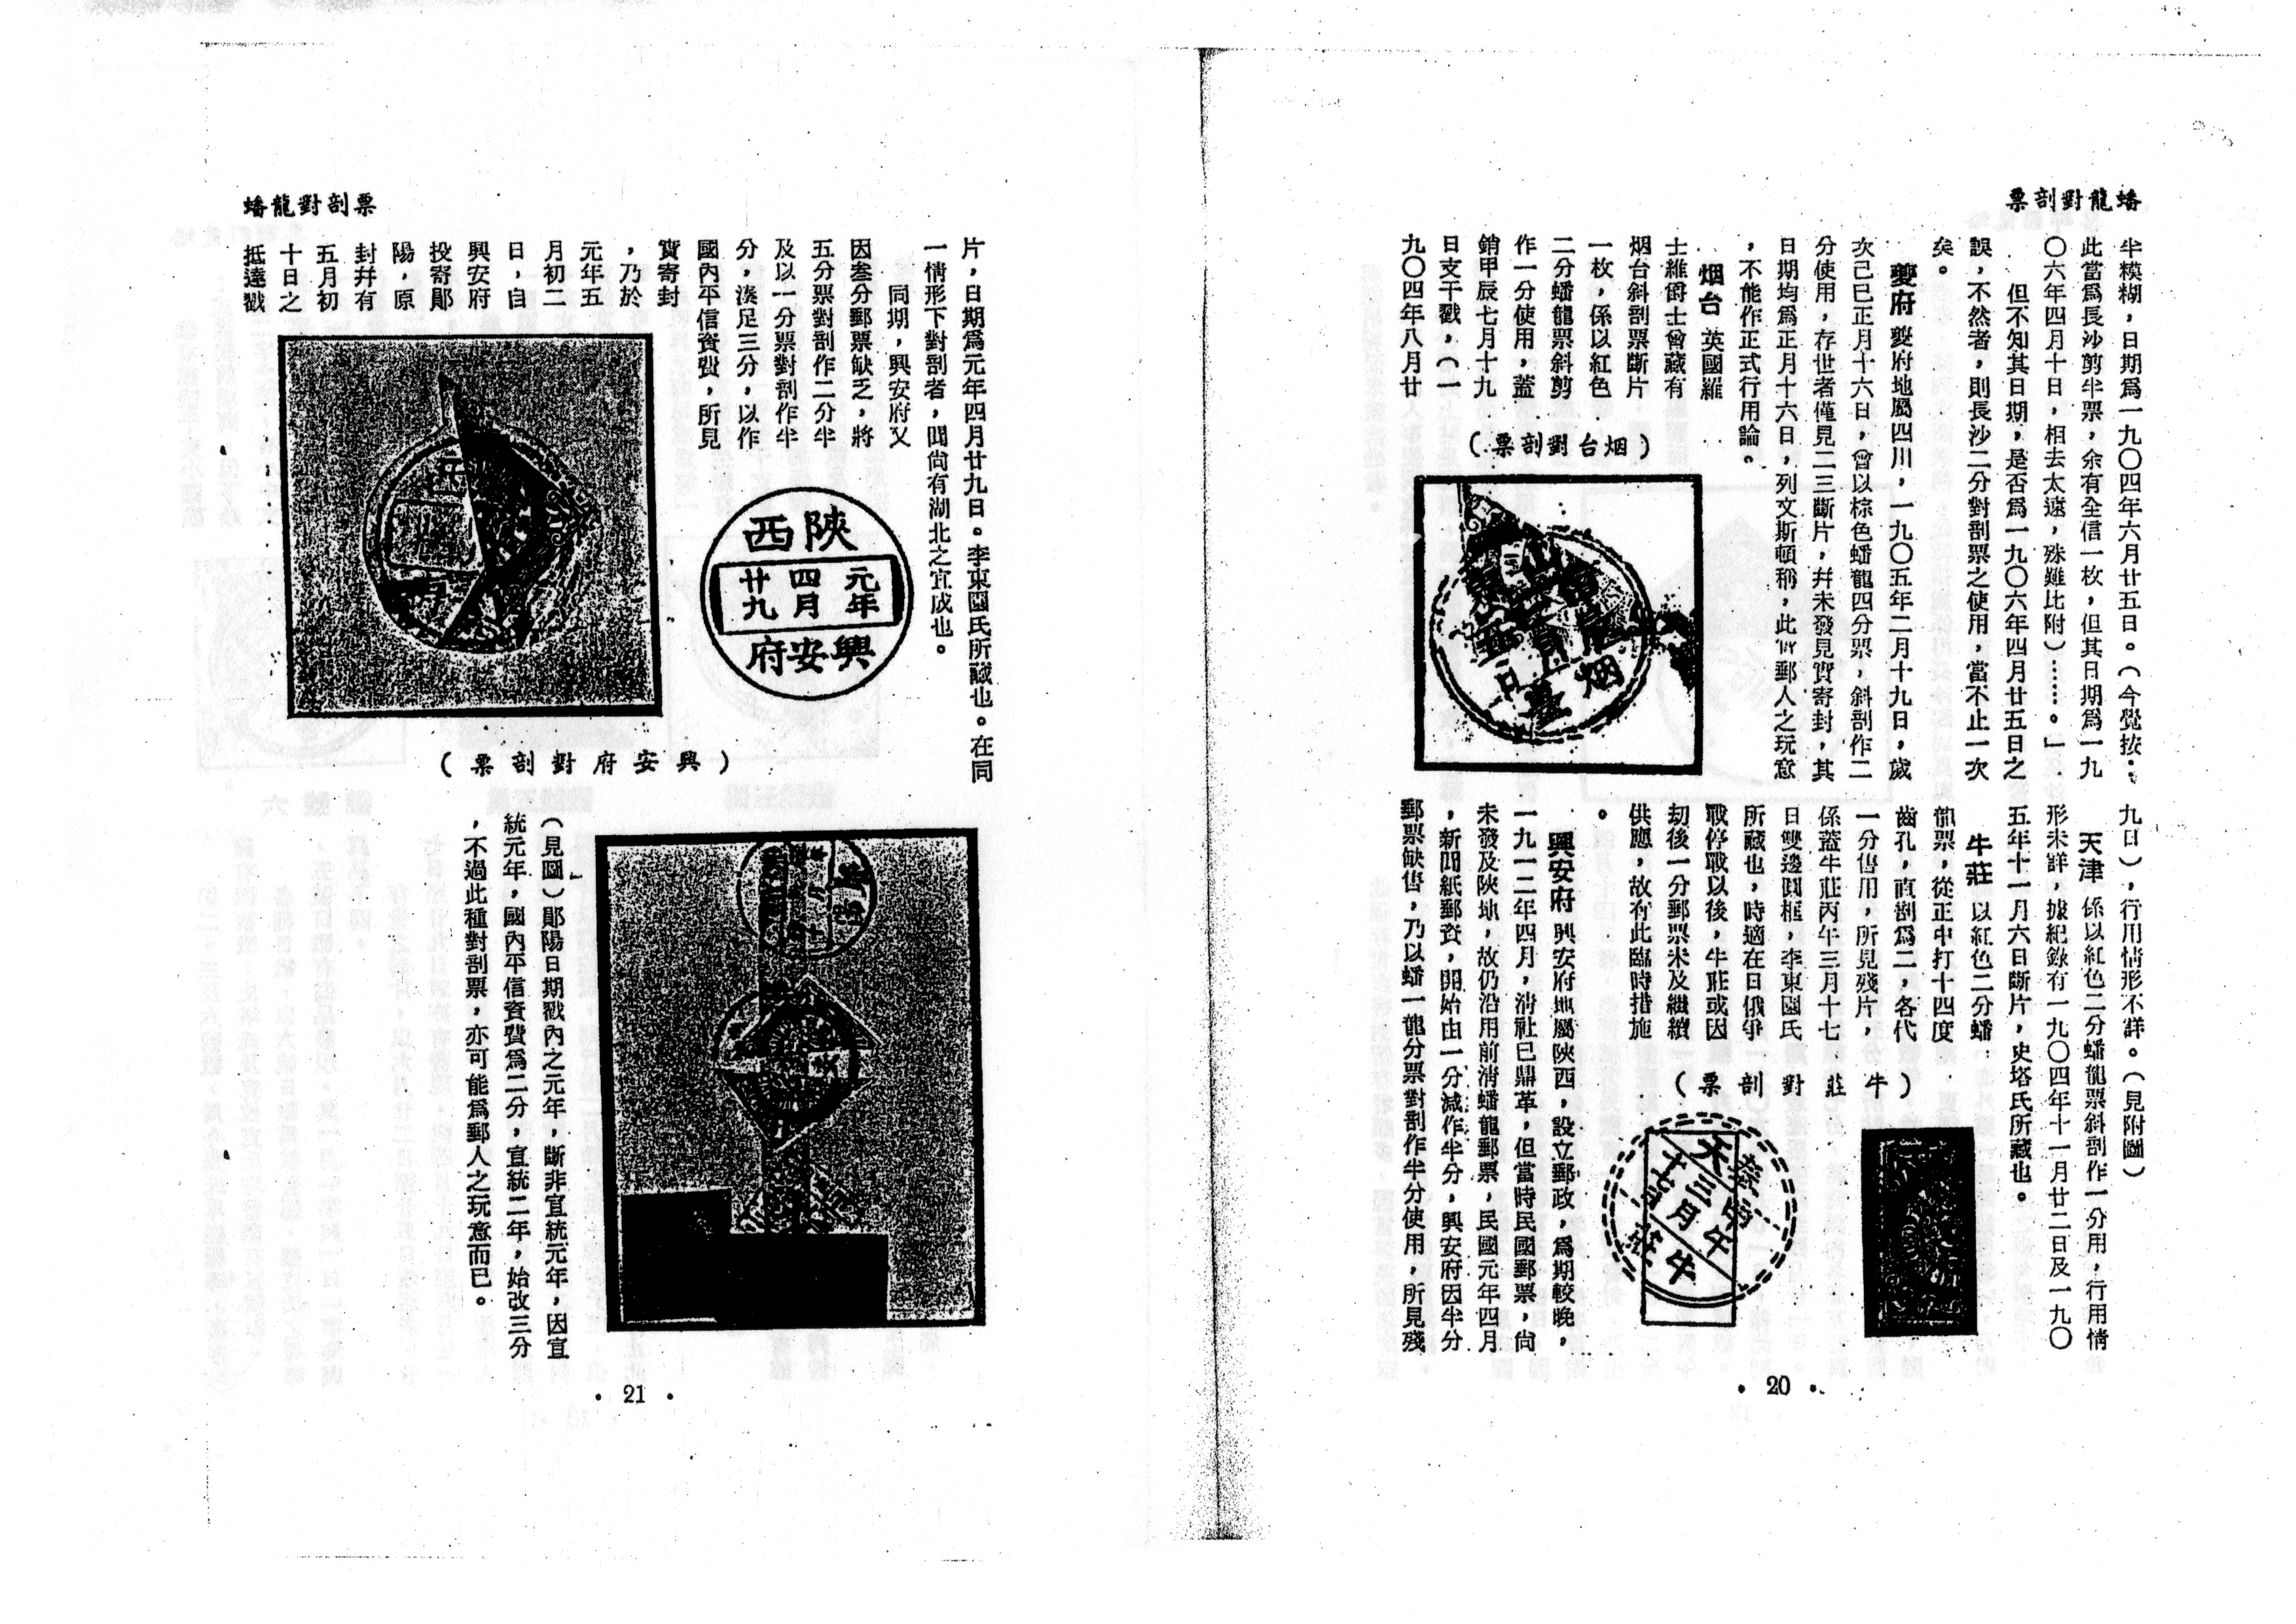 蟠龍對剖票
半糢糊，日期爲一九〇四年六月廿五日。（今覺按：
此當爲長沙剪半票，余有全信一枚，但其日期爲一九
〇六年四月十日，相去太遠，殊難比附）……。」
但不知其日期，是否爲一九〇六年四月廿五日之
誤，不然者，則長沙二分對剖票之使用，當不止一次
矣。
夔府 夔府地屬四川，一九〇五年二月十九日，歲
次己巳正月十六日，曾以棕色蟠龍四分票，斜剖作二
分使用，存世者僅見二三斷片，幷未發見實寄封，其
日期均爲正月十六日，列文斯頓稱，此 郵人之玩意
，不能作正式行用論。
烟台 英國羅
士維爵士曾藏有
烟台斜剖票斷片
一枚，係以紅色
二分蟠龍票斜剪
作一分使用，蓋
銷甲辰七月十九
日支干戳，（一
九〇四年八月廿
（烟台對剖票）
烟臺
九日），行用情形不詳。（見附圖）
天津 係以紅色二分蟠龍票斜剖作一分用，行用情
形未詳，據紀錄有一九〇四年十一月廿二日及一九〇
五年十一月六日斷片，史塔氏所藏也。
牛莊 以紅色二分蟠
龍票，從正中打十四度
齒孔，直剖爲二，各代
一分售用，所見殘片，
係蓋牛莊丙午三月十七
日雙邊圓框，李東園氏
所藏也，時適在日俄爭
戰停戰以後，牛莊或因
刧後一分郵票未及繼續
供應，故有此臨時措施
。
（牛莊對剖票）
丙午
三月
十七日
牛莊
興安府 興安府地屬陝西，設立郵政，爲期較晚，
一九一二年四月，淸社已鼎革，但當時民國郵票，尙
未發及陝地，故仍沿用前淸蟠龍郵票，民國元年四月
，新聞紙郵資，開始由一分減作半分，興安府因半分
郵票缺售，乃以蟠一龍分票對剖作半分使用，所見殘
• 20 •
蟠龍對剖票
片，日期爲元年四月廿九日。李東園氏所藏也。在同
一情形下對剖者，聞尙有湖北之宜成也。
同期，興安府又
因叁分郵票缺乏，將
五分票對剖作二分半
及以一分票對剖作半
分，湊足三分，以作
國內平信資費，所見
實寄封
，乃於
元年五
月初二
日，自
興安府
投寄鄖
陽，原
封幷有
五月初
十日之
抵達戳
陝西
元年
四月
廿九
興安府
（興安府對剖票）
（見圖）鄖陽日期戳內之元年，斷非宣統元年，因宣
統元年，國內平信資費爲二分，宣統二年，始改三分
，不過此種對剖票，亦可能爲郵人之玩意而已。
• 21 •